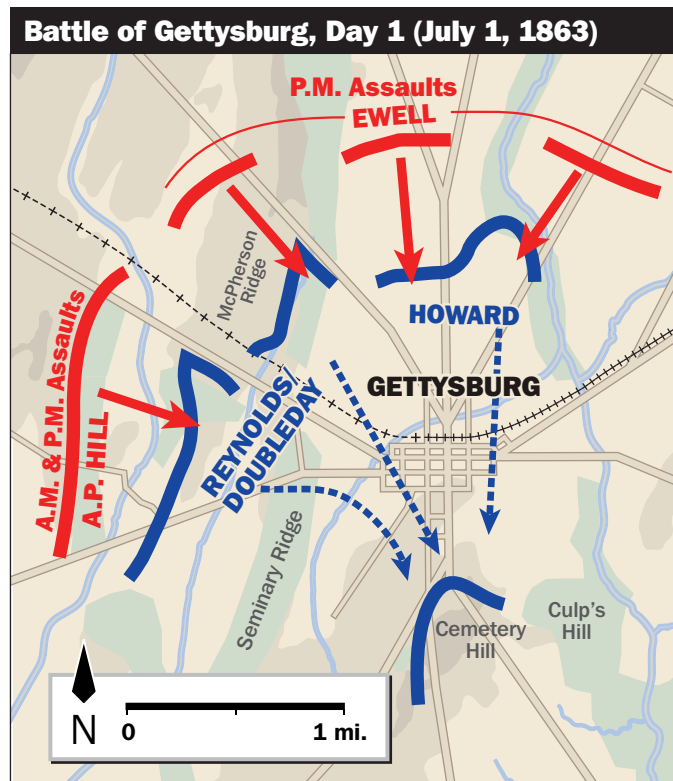 Battle of Gettysburg, Day 1 (July 1, 1863)
P.M. Assaults
EWELL
McPherson
Ridge
HOWARD
A.M. & P.M. Assaults
A.P. HILL
GETTYSBURG
REYNOLDS/
DOUBLEDAY
Seminary Ridge
Cemetery
Hill
Culp's
Hill
N
0
1 mi.